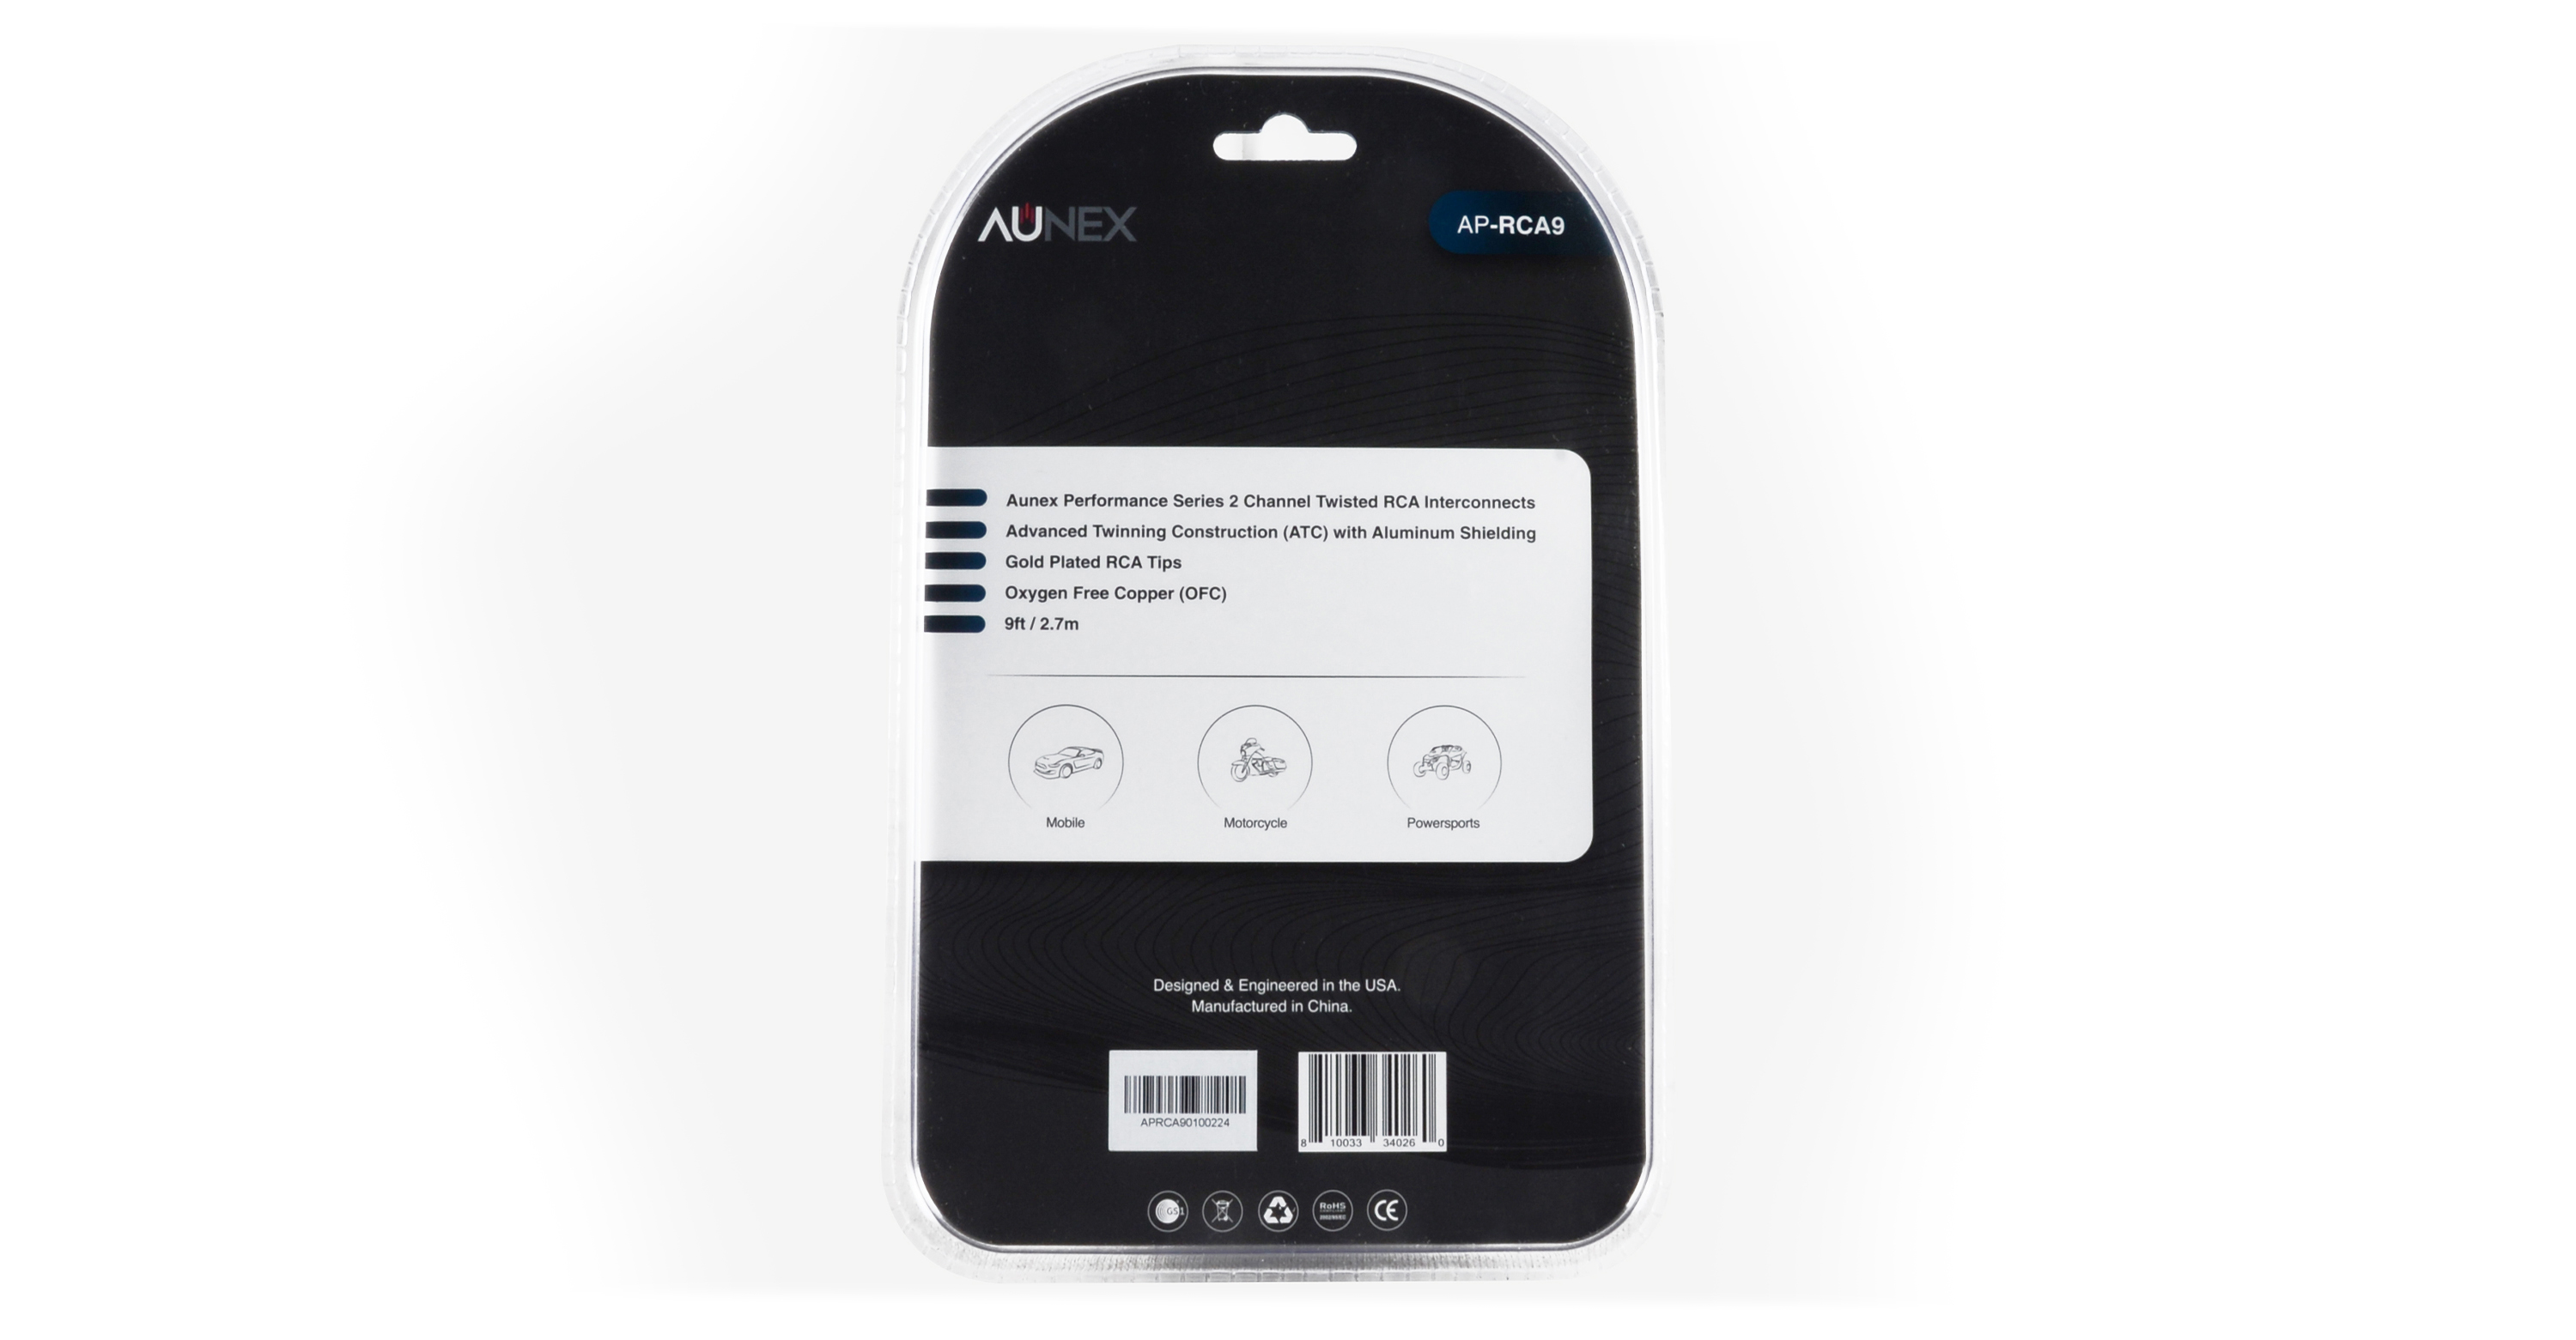 AUNEX
AP-RCA9
Aunex Performance Series 2 Channel Twisted RCA Interconnects
Advanced Twinning Construction (ATC) with Aluminum Shielding
Gold Plated RCA Tips
Oxygen Free Copper (OFC)
9ft / 2.7m
Mobile Motorcycle Powersports
Designed & Engineered in the USA.
Manufactured in China.
APRCA90100224
8 10033 34026 0
GS1 RoHS CE